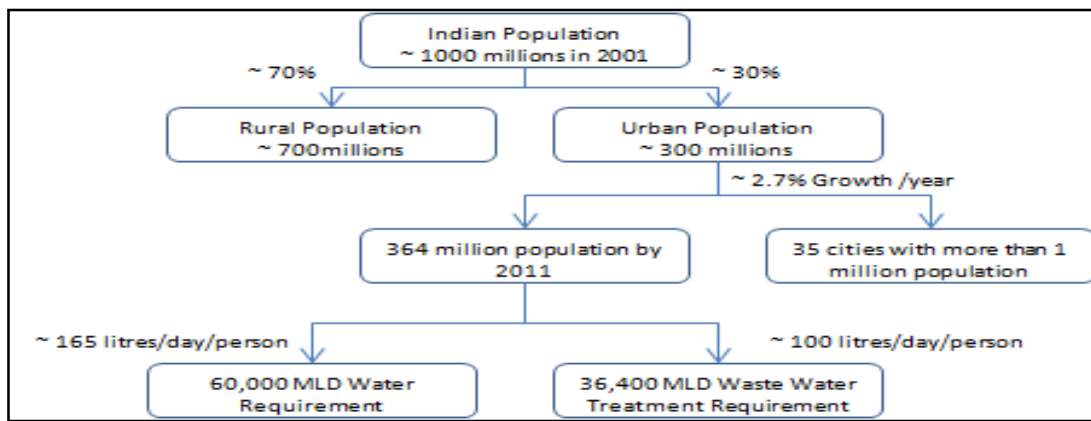 Indian Population
~ 1000 millions in 2001
~ 70%
~ 30%
Rural Population
~ 700millions
Urban Population
~ 300 millions
~ 2.7% Growth /year
364 million population by
2011
35 cities with more than 1
million population
~ 165 litres/day/person
~ 100 litres/day/person
60,000 MLD Water
Requirement
36,400 MLD Waste Water
Treatment Requirement